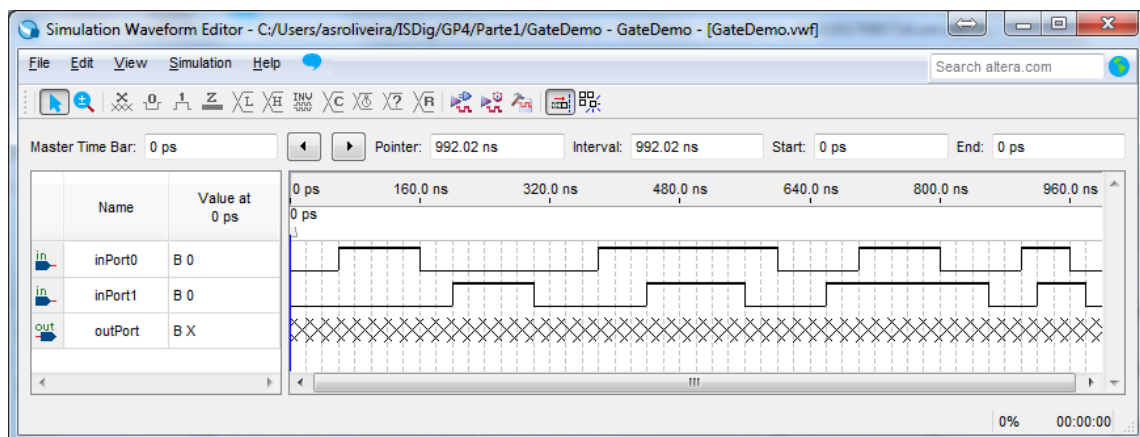 Simulation Waveform Editor - C:/Users/asroliveira/ISDig/GP4/Parte1/GateDemo - GateDemo - [GateDemo.vwf]
File Edit View Simulation Help Search altera.com
Master Time Bar: 0 ps Pointer: 992.02 ns Interval: 992.02 ns Start: 0 ps End: 0 ps
Name Value at 0 ps
0 ps 160.0 ns 320.0 ns 480.0 ns 640.0 ns 800.0 ns 960.0 ns
0 ps
in inPort0 B 0
in inPort1 B 0
out outPort B X
0% 00:00:00